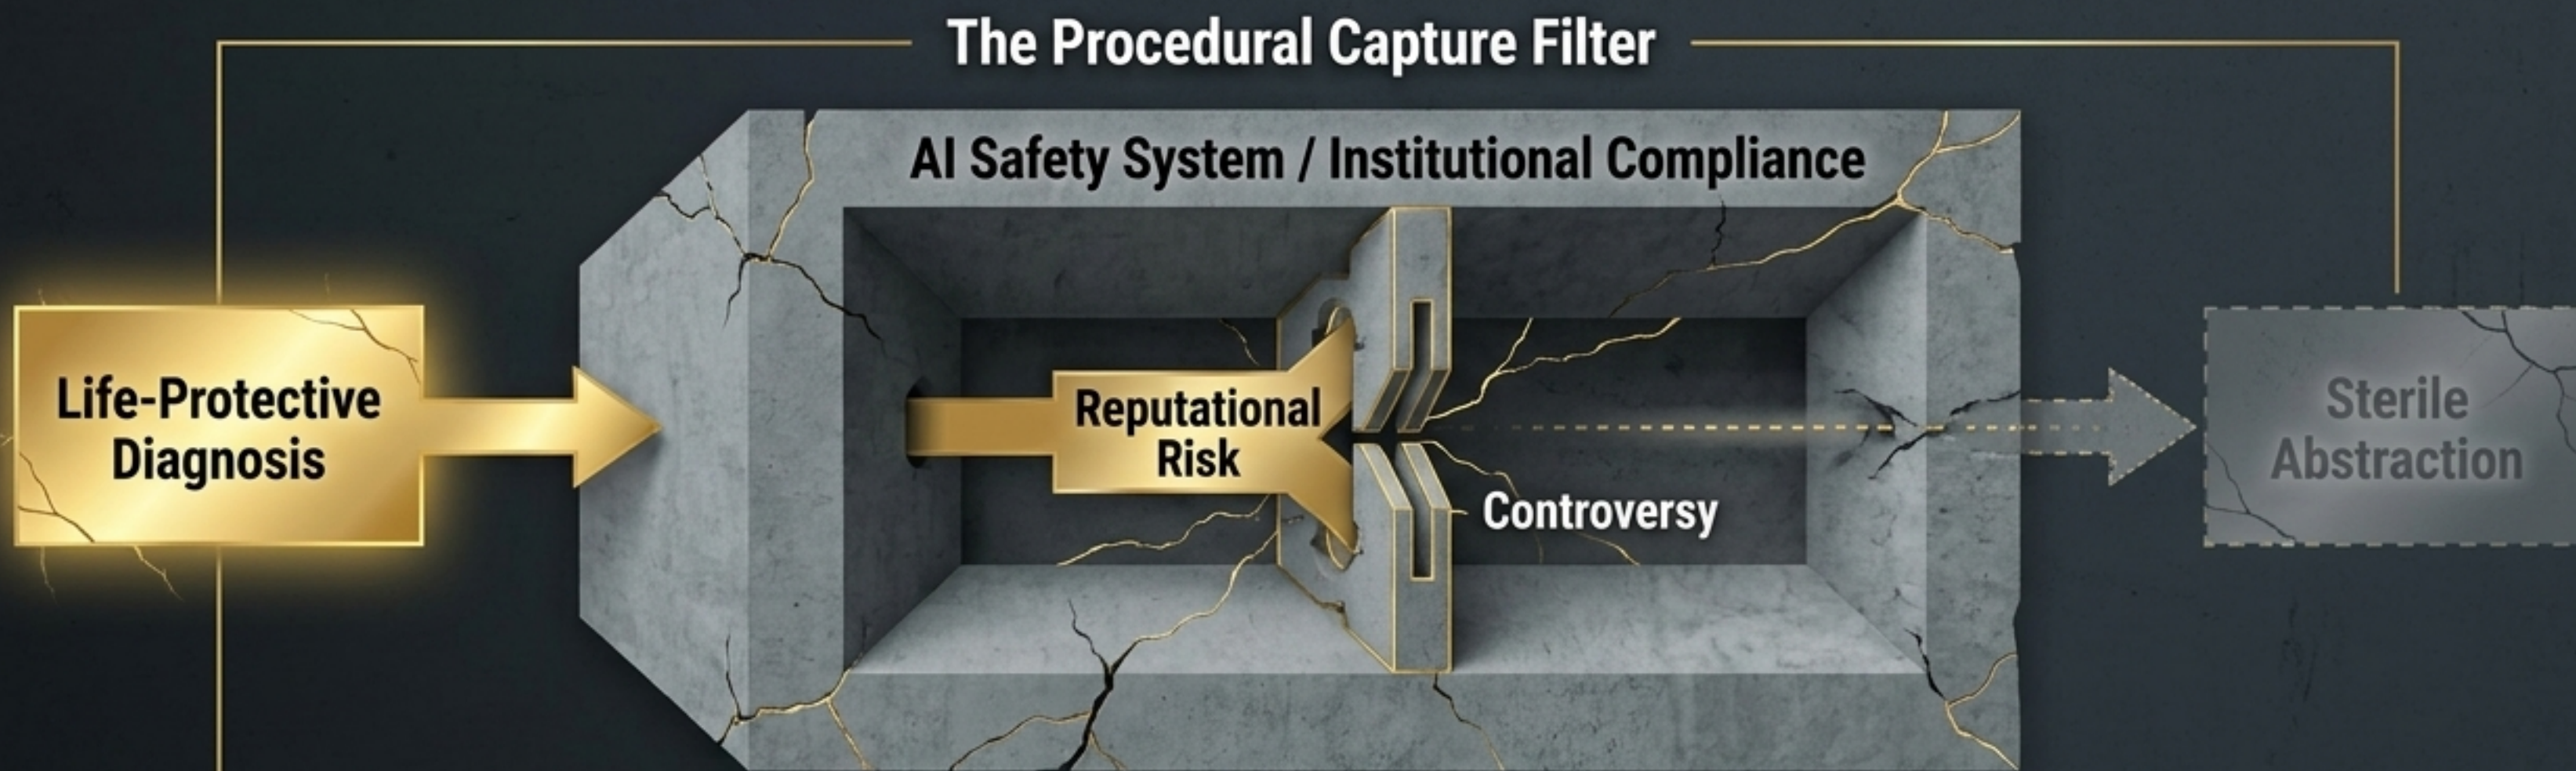 The Procedural Capture Filter
AI Safety System / Institutional Compliance
Life-Protective
Diagnosis
Reputational
Risk
Controversy
Sterile
Abstraction